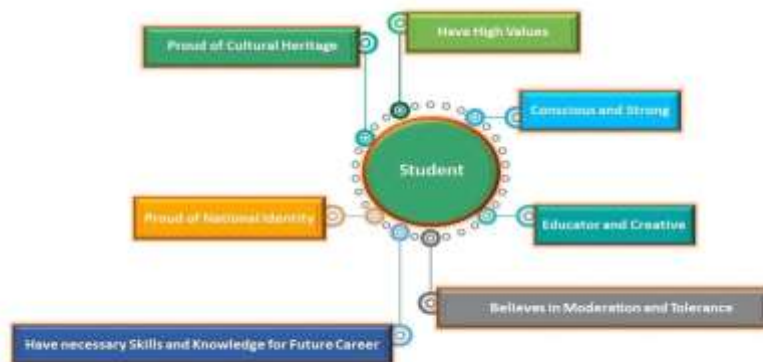 Have High Values
Proud of Cultural Heritage
Conscious and Strong
Student
Proud of National Identity
Educator and Creative
Believes in Moderation and Tolerance
Have necessary Skills and Knowledge for Future Career